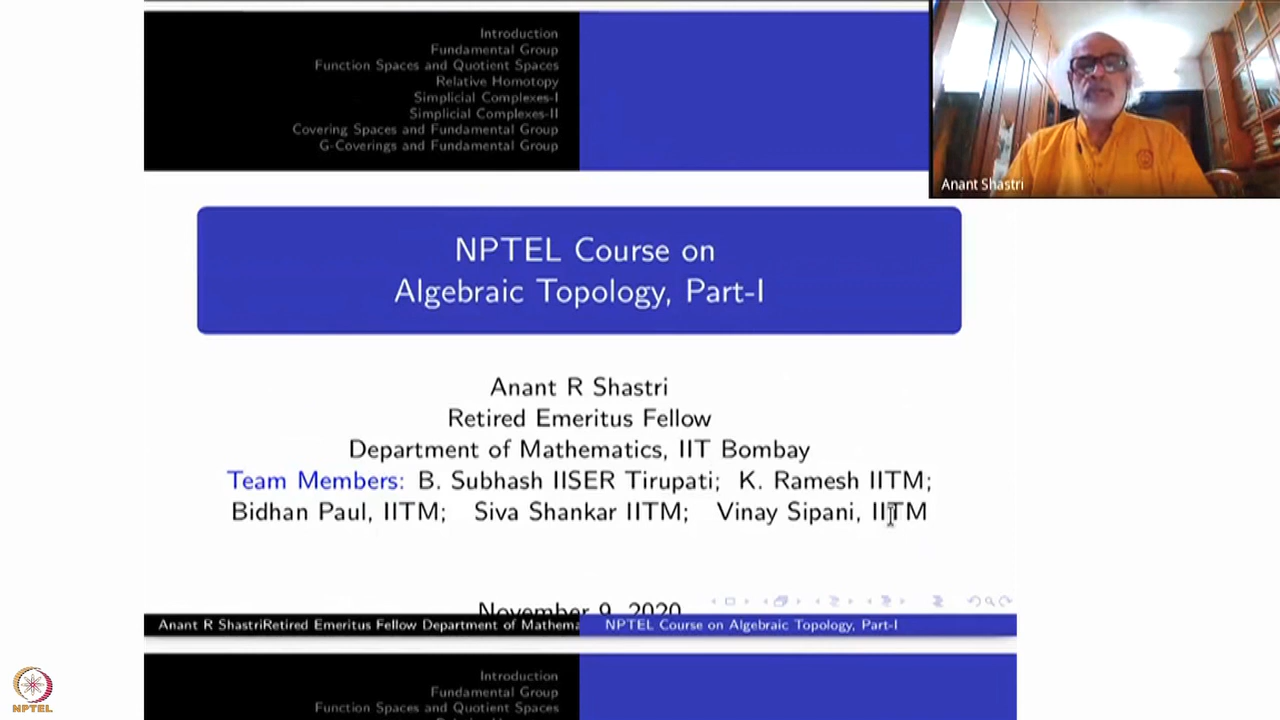 Introduction
Fundamental Group
Function Spaces and Quotient Spaces
Relative Homotopy
Simplicial Complexes-I
Simplicial Complexes-II
Covering Spaces and Fundamental Group
G-Coverings and Fundamental Group
Anant Shastri
NPTEL Course on
Algebraic Topology, Part-I
Anant R Shastri
Retired Emeritus Fellow
Department of Mathematics, IIT Bombay
Team Members: B. Subhash IISER Tirupati; K. Ramesh IITM;
Bidhan Paul, IITM; Siva Shankar IITM; Vinay Sipani, IITM
November 9, 2020
Anant R ShastriRetired Emeritus Fellow Department of Mathema
NPTEL Course on Algebraic Topology, Part-I
Introduction
Fundamental Group
Function Spaces and Quotient Spaces
NPTEL